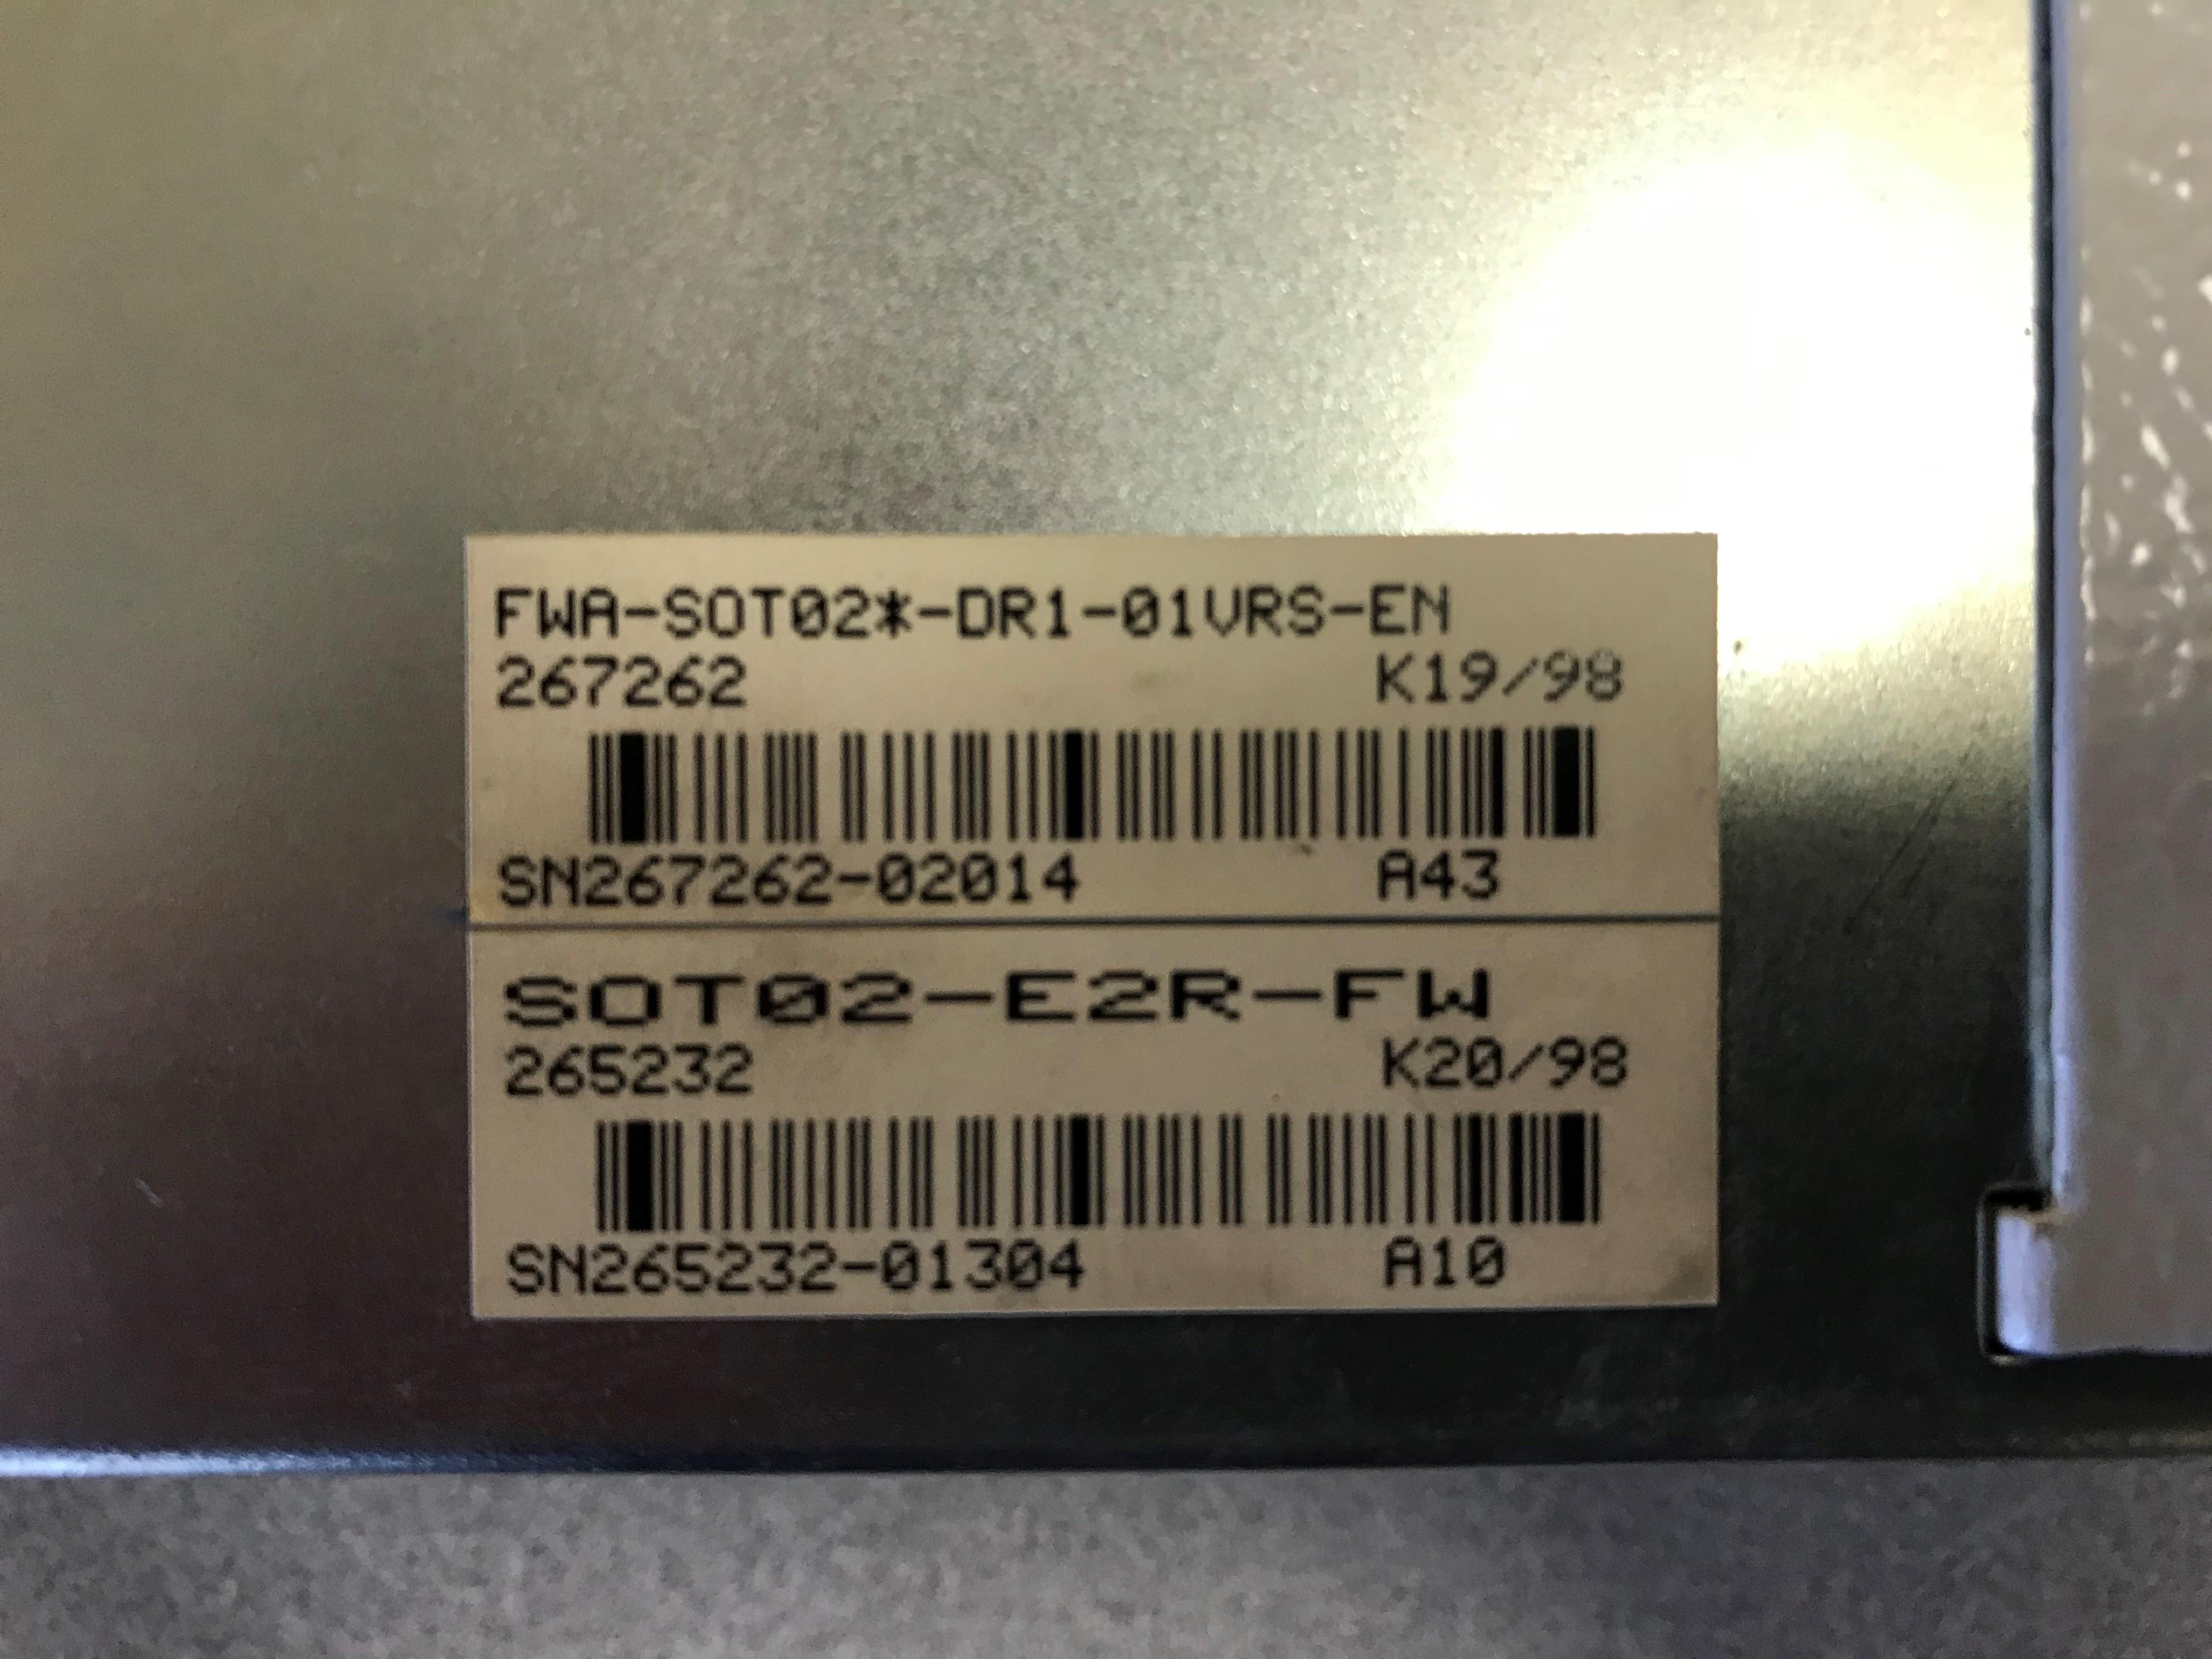 FWA-SOT02*-DR1-01VRS-EN
267262 K19/98
SN267262-02014 A43
SOT02-E2R-FW
265232 K20/98
SN265232-01304 A10